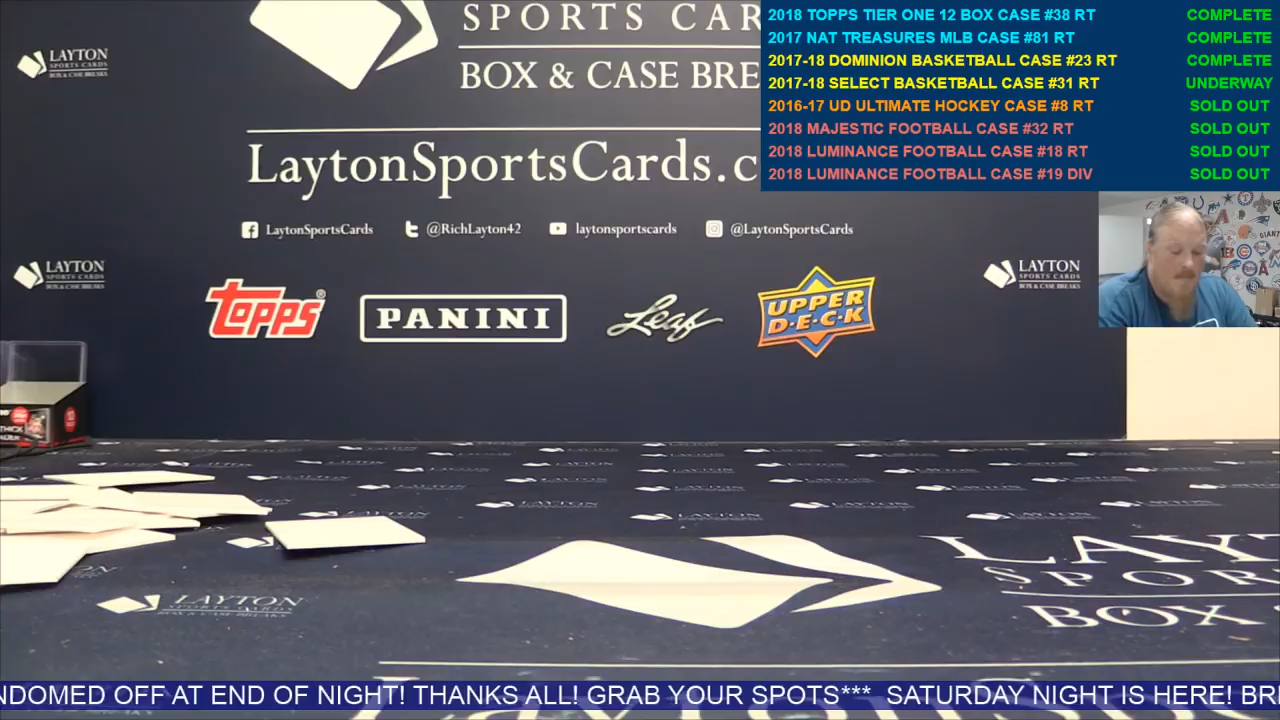 SPORTS CAR
BOX & CASE BRE
LaytonSportsCards.c
LaytonSportsCards
@RichLayton42
laytonsportscards
@LaytonSportsCards
LAYTON
SPORTS CARDS
BOX & CASE BREAKS
LAYTON
SPORTS CARDS
BOX & CASE BREAKS
LAYTON
SPORTS CARDS
BOX & CASE BREAKS
TOPPS
PANINI
Leaf
UPPER
D·E·C·K
2018 TOPPS TIER ONE 12 BOX CASE #38 RT COMPLETE
2017 NAT TREASURES MLB CASE #81 RT COMPLETE
2017-18 DOMINION BASKETBALL CASE #23 RT COMPLETE
2017-18 SELECT BASKETBALL CASE #31 RT UNDERWAY
2016-17 UD ULTIMATE HOCKEY CASE #8 RT SOLD OUT
2018 MAJESTIC FOOTBALL CASE #32 RT SOLD OUT
2018 LUMINANCE FOOTBALL CASE #18 RT SOLD OUT
2018 LUMINANCE FOOTBALL CASE #19 DIV SOLD OUT
LAYTON
SPORTS CARDS
BOX & CASE BREAKS
LAY
SPOR
BOX
NDOMED OFF AT END OF NIGHT! THANKS ALL! GRAB YOUR SPOTS*** SATURDAY NIGHT IS HERE! BR